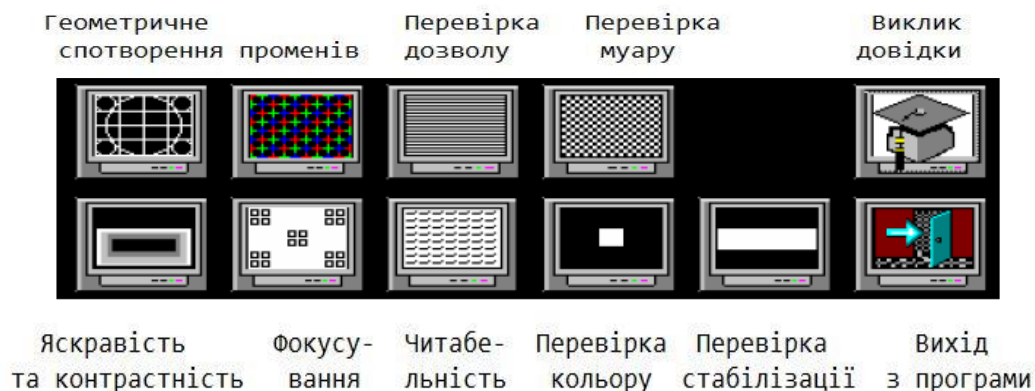 Геометричне Перевірка Перевірка Виклик
спотворення променів дозволу муару довідки
Яскравість Фокусу- Читабе- Перевірка Перевірка Вихід
та контрастність вання льність кольору стабілізації з програми